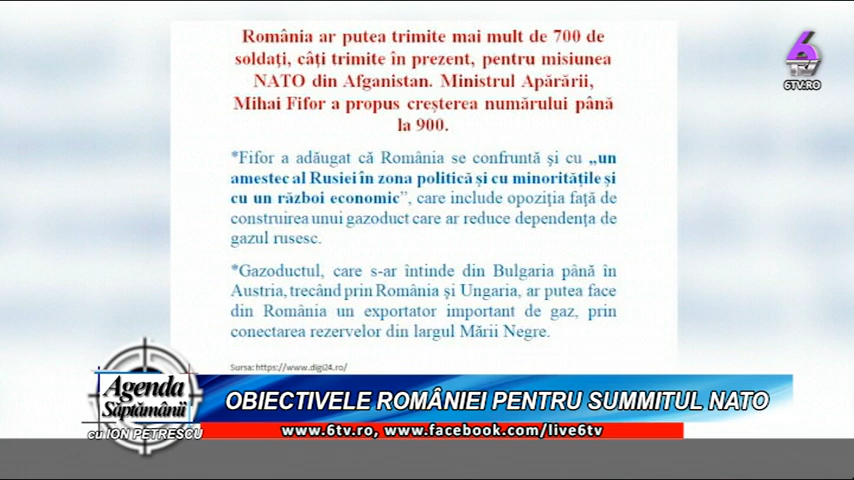 România ar putea trimite mai mult de 700 de
soldați, câți trimite în prezent, pentru misiunea
NATO din Afganistan. Ministrul Apărării,
Mihai Fifor a propus creșterea numărului până
la 900.
*Fifor a adăugat că România se confruntă și cu „un
amestec al Rusiei în zona politică și cu minoritățile și
cu un război economic”, care include opoziția față de
construirea unui gazoduct care ar reduce dependența de
gazul rusesc.
*Gazoductul, care s-ar întinde din Bulgaria până în
Austria, trecând prin România și Ungaria, ar putea face
din România un exportator important de gaz, prin
conectarea rezervelor din largul Mării Negre.
Sursa: https://www.digi24.ro/
6
6TV.RO
Agenda
Săptămânii
cu ION PETRESCU
OBIECTIVELE ROMÂNIEI PENTRU SUMMITUL NATO
www.6tv.ro, www.facebook.com/live6tv